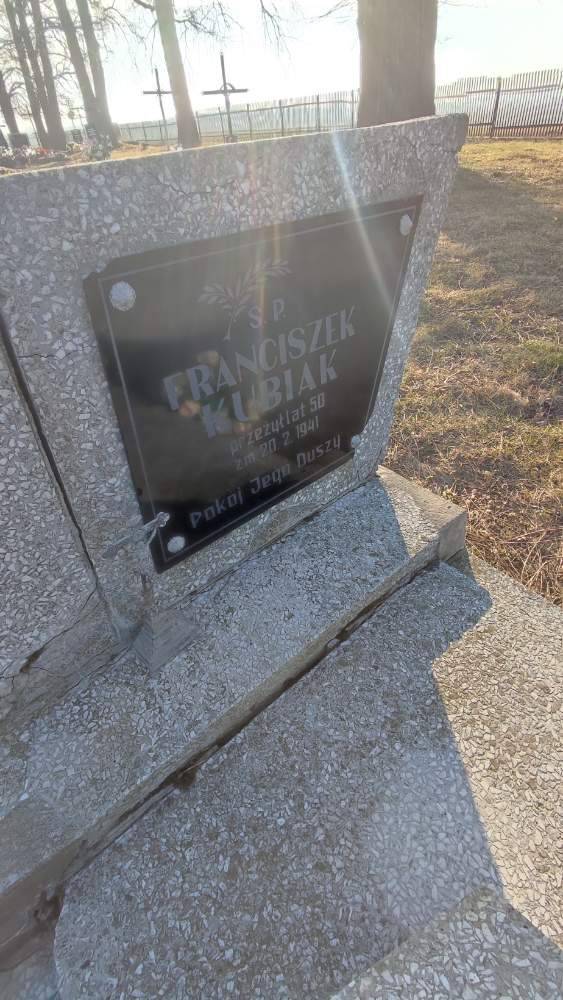 Ś. P.
FRANCISZEK
KUBIAK
przeżył lat 50
zm 20. 2. 1941
Pokój Jego Duszy